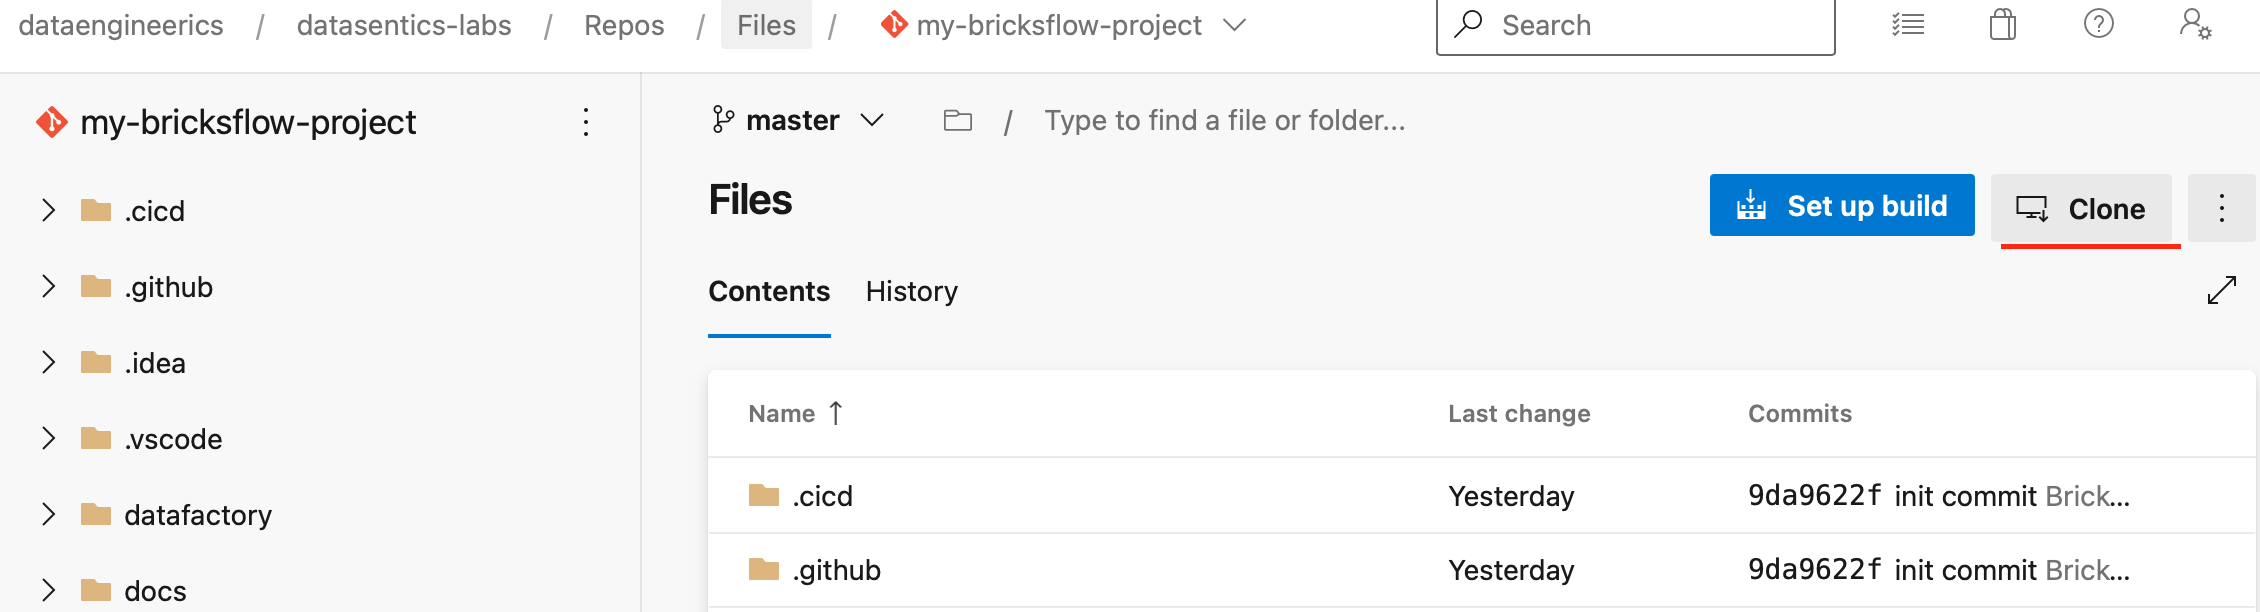 dataengineerics / datasentics-labs / Repos / Files / my-bricksflow-project
Search
my-bricksflow-project
.cicd
.github
.idea
.vscode
datafactory
docs
master
/ Type to find a file or folder...
Files
Set up build
Clone
Contents History
Name ↑ Last change Commits
.cicd Yesterday 9da9622f init commit Brick...
.github Yesterday 9da9622f init commit Brick...